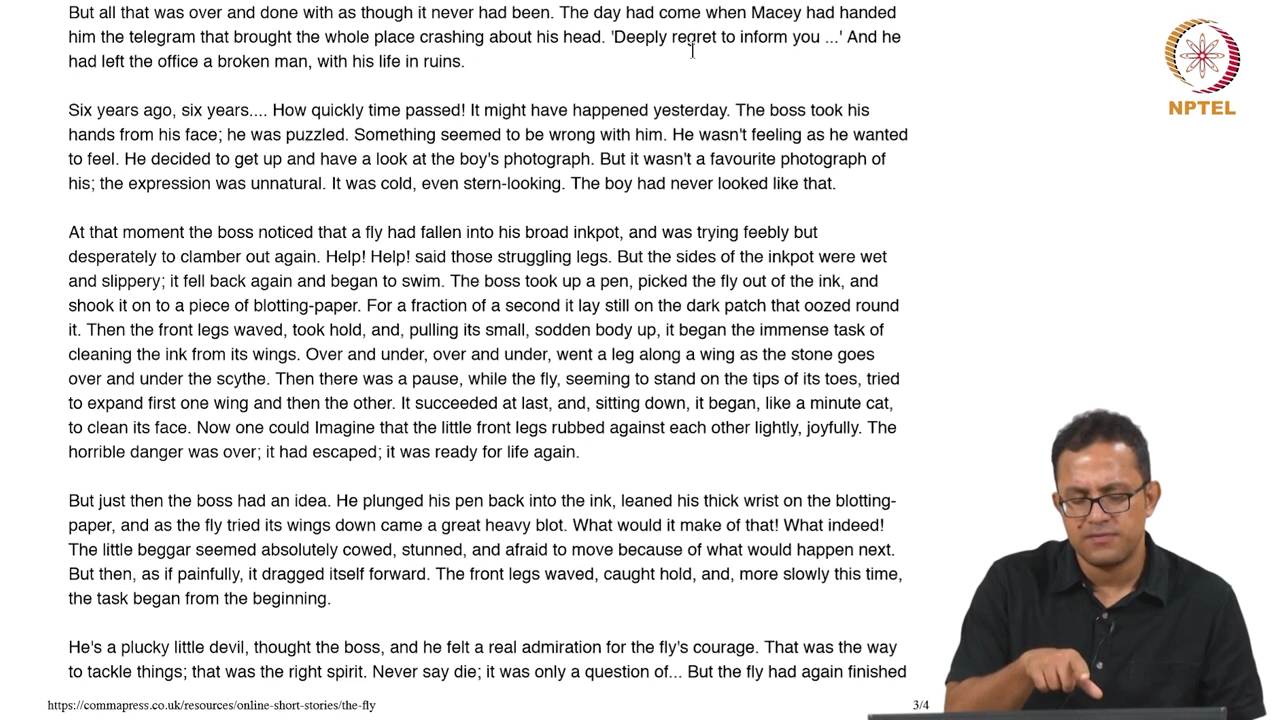 But all that was over and done with as though it never had been. The day had come when Macey had handed
him the telegram that brought the whole place crashing about his head. 'Deeply regret to inform you ...' And he
had left the office a broken man, with his life in ruins.
Six years ago, six years.... How quickly time passed! It might have happened yesterday. The boss took his
hands from his face; he was puzzled. Something seemed to be wrong with him. He wasn't feeling as he wanted
to feel. He decided to get up and have a look at the boy's photograph. But it wasn't a favourite photograph of
his; the expression was unnatural. It was cold, even stern-looking. The boy had never looked like that.
At that moment the boss noticed that a fly had fallen into his broad inkpot, and was trying feebly but
desperately to clamber out again. Help! Help! said those struggling legs. But the sides of the inkpot were wet
and slippery; it fell back again and began to swim. The boss took up a pen, picked the fly out of the ink, and
shook it on to a piece of blotting-paper. For a fraction of a second it lay still on the dark patch that oozed round
it. Then the front legs waved, took hold, and, pulling its small, sodden body up, it began the immense task of
cleaning the ink from its wings. Over and under, over and under, went a leg along a wing as the stone goes
over and under the scythe. Then there was a pause, while the fly, seeming to stand on the tips of its toes, tried
to expand first one wing and then the other. It succeeded at last, and, sitting down, it began, like a minute cat,
to clean its face. Now one could Imagine that the little front legs rubbed against each other lightly, joyfully. The
horrible danger was over; it had escaped; it was ready for life again.
But just then the boss had an idea. He plunged his pen back into the ink, leaned his thick wrist on the blotting-
paper, and as the fly tried its wings down came a great heavy blot. What would it make of that! What indeed!
The little beggar seemed absolutely cowed, stunned, and afraid to move because of what would happen next.
But then, as if painfully, it dragged itself forward. The front legs waved, caught hold, and, more slowly this time,
the task began from the beginning.
He's a plucky little devil, thought the boss, and he felt a real admiration for the fly's courage. That was the way
to tackle things; that was the right spirit. Never say die; it was only a question of... But the fly had again finished
https://commapress.co.uk/resources/online-short-stories/the-fly
3/4
NPTEL